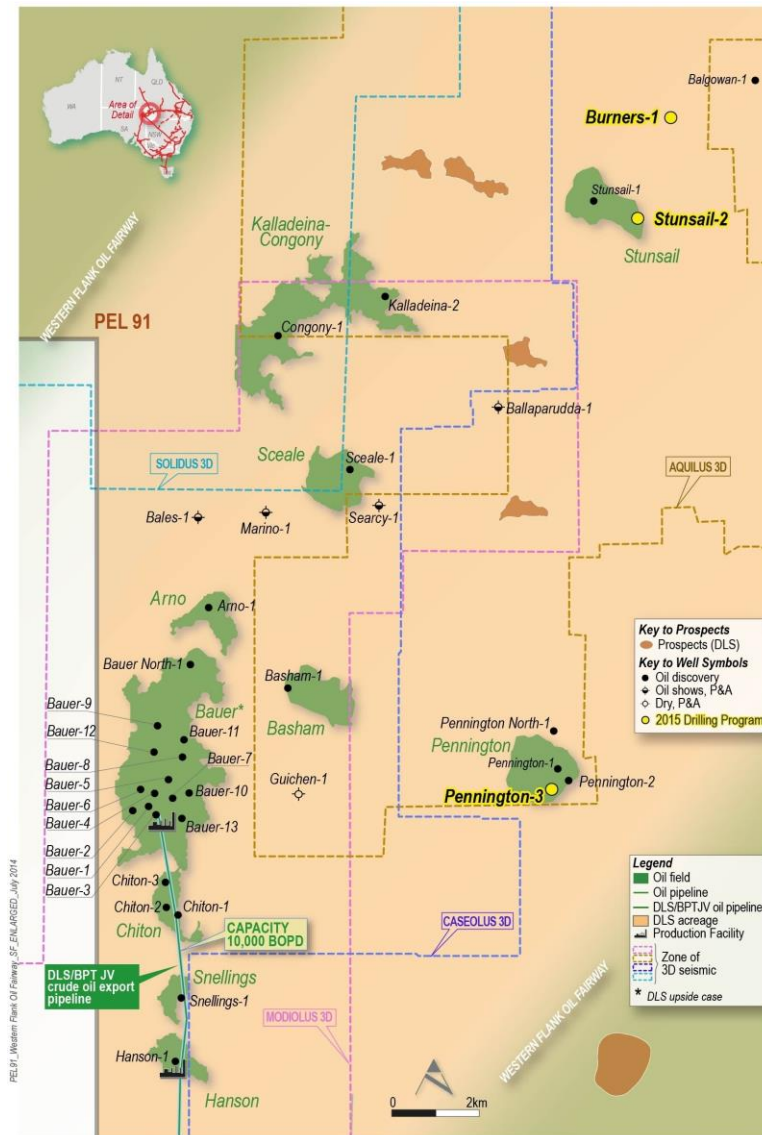 WA
NT
QLD
SA
NSW
Area of
Detail
WESTERN FLANK OIL FAIRWAY
PEL 91
Balgowan-1
Burners-1
Stunsail-1
Stunsail-2
Stunsail
Kalladeina-
Congony
Kalladeina-2
Congony-1
Ballaparudda-1
SOLIDUS 3D
Sceale
Sceale-1
AQUILUS 3D
Bales-1
Marino-1
Searcy-1
Arno
Arno-1
Bauer North-1
Bauer*
Basham-1
Basham
Bauer-9
Bauer-12
Bauer-11
Bauer-8
Bauer-7
Bauer-5
Bauer-6
Bauer-10
Bauer-4
Bauer-13
Bauer-2
Bauer-1
Bauer-3
Guichen-1
Pennington North-1
Pennington
Pennington-1
Pennington-2
Pennington-3
Key to Prospects
Prospects (DLS)
Key to Well Symbols
Oil discovery
Oil shows, P&A
Dry, P&A
2015 Drilling Program
Chiton-3
Chiton-2
Chiton-1
Chiton
CAPACITY
10,000 BOPD
CASEOLUS 3D
DLS/BPT JV
crude oil export
pipeline
Snellings
Snellings-1
MODIOLUS 3D
Hanson-1
Hanson
WESTERN FLANK OIL FAIRWAY
0
2km
Legend
Oil field
Oil pipeline
DLS/BPTJV oil pipeline
DLS acreage
Production Facility
Zone of
3D seismic
* DLS upside case
PEL91_Western Flank Oil Fairway_SF_ENLARGED_July 2014